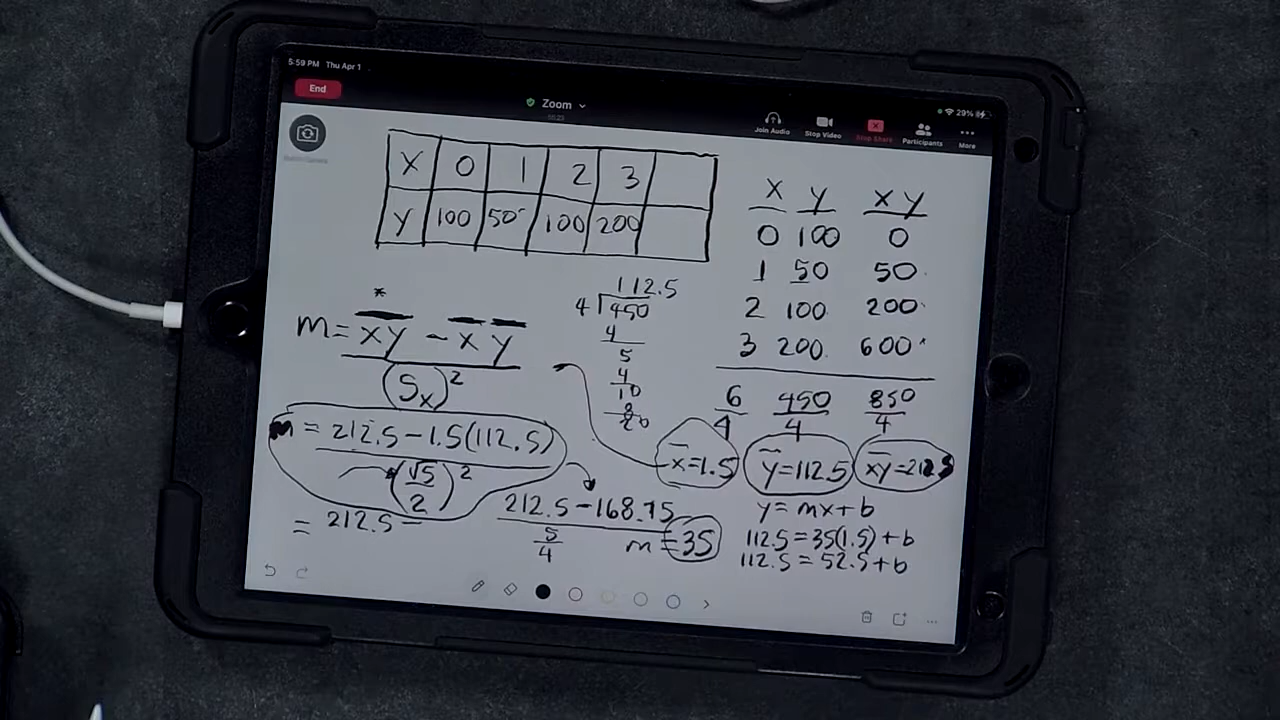 5:59 PM Thu Apr 1
29%
End
Zoom
Join Audio
Stop Video
Stop Share
Participants
More
X 0 1 2 3
Y 100 50 100 200
X y xy
0 100 0
1 50 50
2 100 200
3 200 600
6/4 450/4 850/4
x̄=1.5 ȳ=112.5
112.5
4 450
4
5
4
10
8
20
*
m = x̄ȳ - x̄ ȳ
(Sx)²
m = 212.5 - 1.5(112.5)
(√5/2)²
= 212.5 -
212.5 - 168.75
5/4
m = 35
y = mx + b
112.5 = 35(1.5) + b
112.5 = 52.5 + b